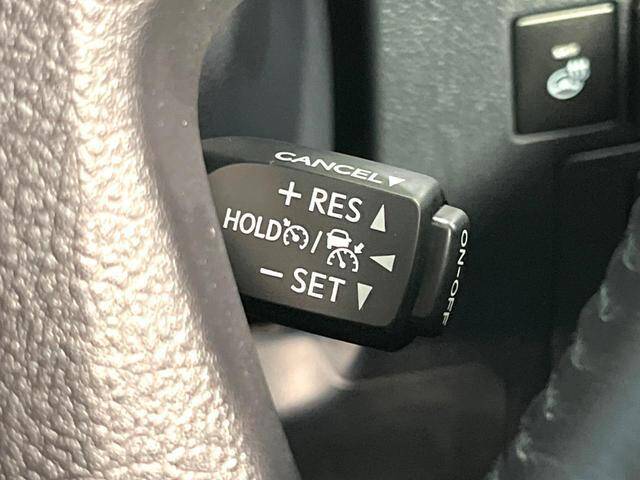 CANCEL▼
+ RES ▲
HOLD / ◀
− SET ▼
ON-OFF